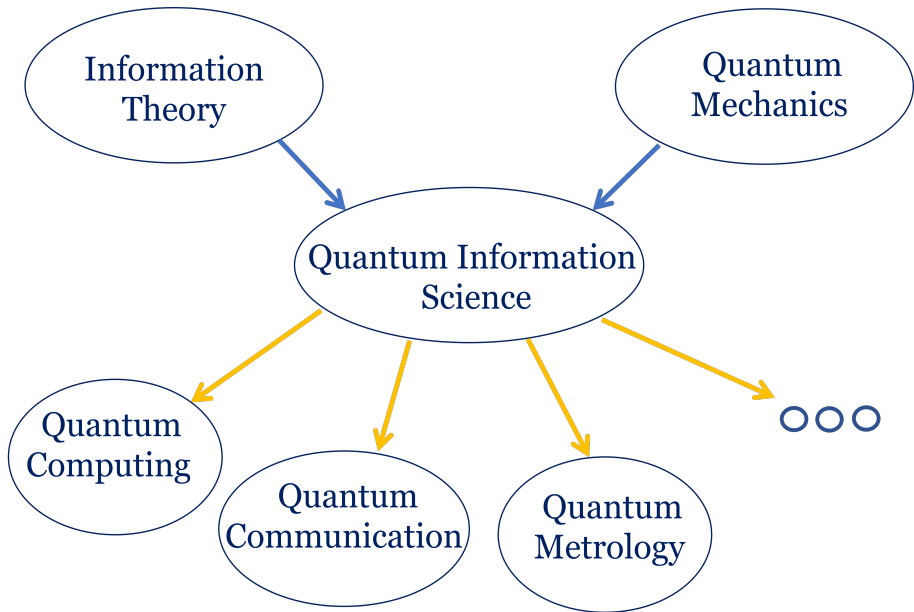 Information
Theory
Quantum
Mechanics
Quantum Information
Science
Quantum
Computing
Quantum
Communication
Quantum
Metrology